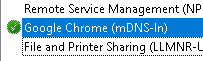 Remote Service Management (NP
Google Chrome (mDNS-In)
File and Printer Sharing (LLMNR-U